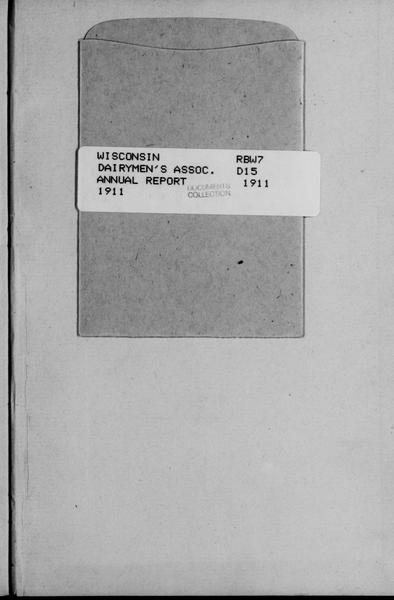 WISCONSIN RBW7
DAIRYMEN'S ASSOC. D15
ANNUAL REPORT 1911
1911
DOCUMENTS
COLLECTION